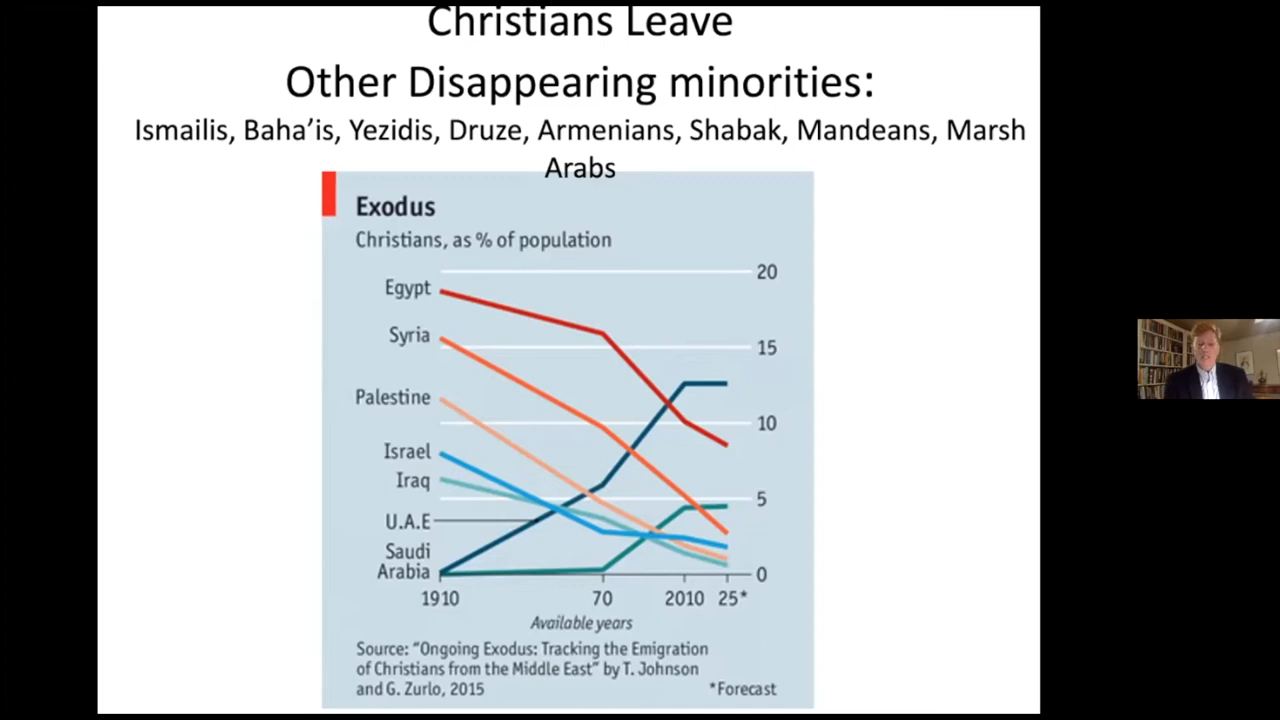 Christians Leave
Other Disappearing minorities:
Ismailis, Baha’is, Yezidis, Druze, Armenians, Shabak, Mandeans, Marsh
Arabs
Exodus
Christians, as % of population
20
Egypt
Syria
15
Palestine
10
Israel
Iraq
5
U.A.E
Saudi
Arabia
0
1910 70 2010 25*
Available years
Source: “Ongoing Exodus: Tracking the Emigration
of Christians from the Middle East” by T. Johnson
and G. Zurlo, 2015 *Forecast